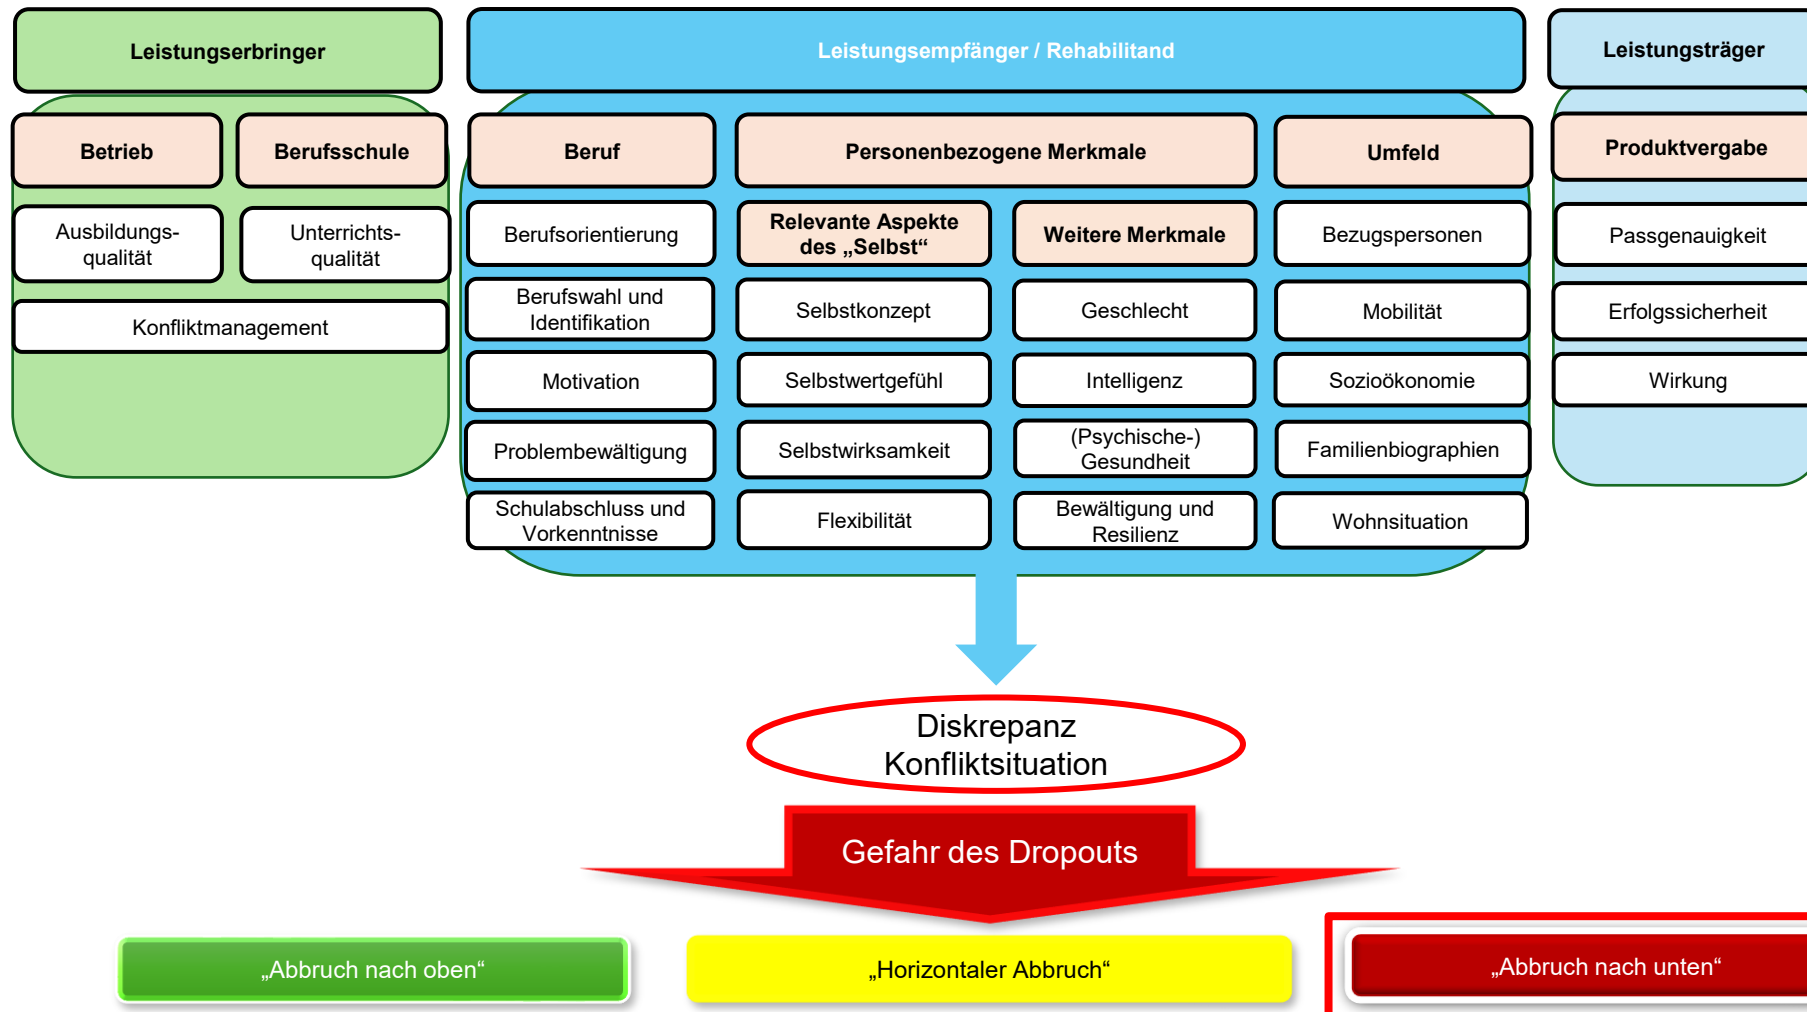 Leistungserbringer
Leistungsempfänger / Rehabilitand
Leistungsträger
Betrieb
Berufsschule
Beruf
Personenbezogene Merkmale
Umfeld
Produktvergabe
Ausbildungs-
qualität
Unterrichts-
qualität
Konfliktmanagement
Berufsorientierung
Berufswahl und
Identifikation
Motivation
Problembewältigung
Schulabschluss und
Vorkenntnisse
Relevante Aspekte
des „Selbst“
Selbstkonzept
Selbstwertgefühl
Selbstwirksamkeit
Flexibilität
Weitere Merkmale
Geschlecht
Intelligenz
(Psychische-)
Gesundheit
Bewältigung und
Resilienz
Bezugspersonen
Mobilität
Sozioökonomie
Familienbiographien
Wohnsituation
Passgenauigkeit
Erfolgssicherheit
Wirkung
Diskrepanz
Konfliktsituation
Gefahr des Dropouts
„Abbruch nach oben“
„Horizontaler Abbruch“
„Abbruch nach unten“